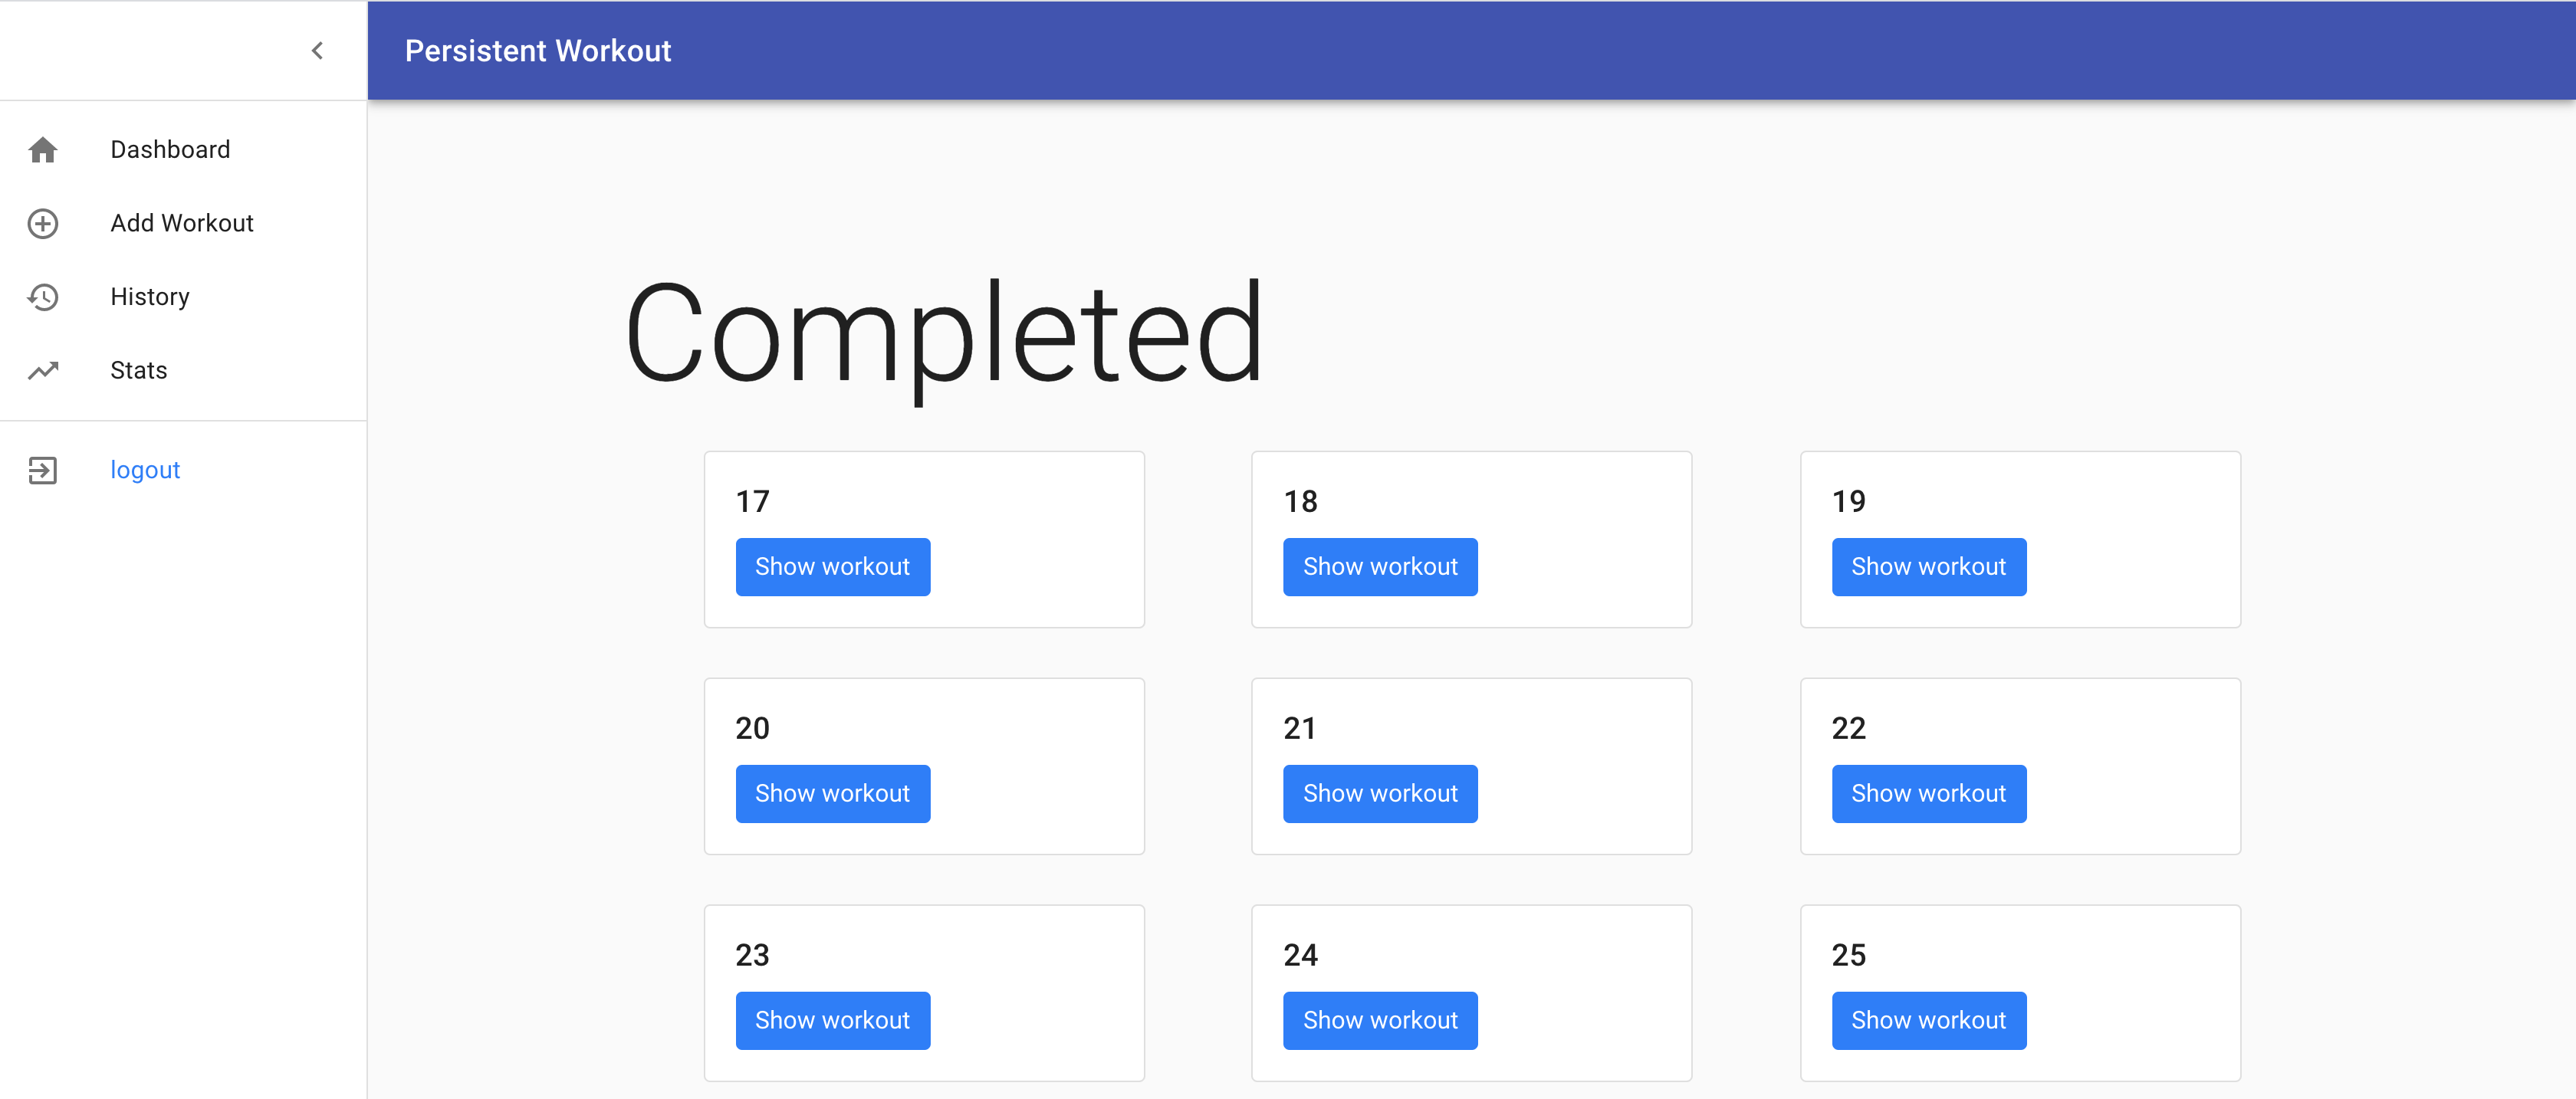 Persistent Workout
Dashboard
Add Workout
History
Stats
logout
Completed
17
Show workout
18
Show workout
19
Show workout
20
Show workout
21
Show workout
22
Show workout
23
Show workout
24
Show workout
25
Show workout